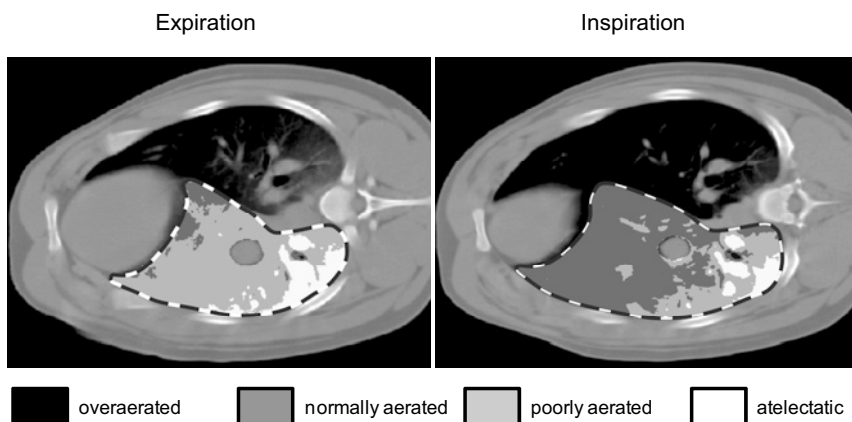 Expiration
Inspiration
overaerated
normally aerated
poorly aerated
atelectatic